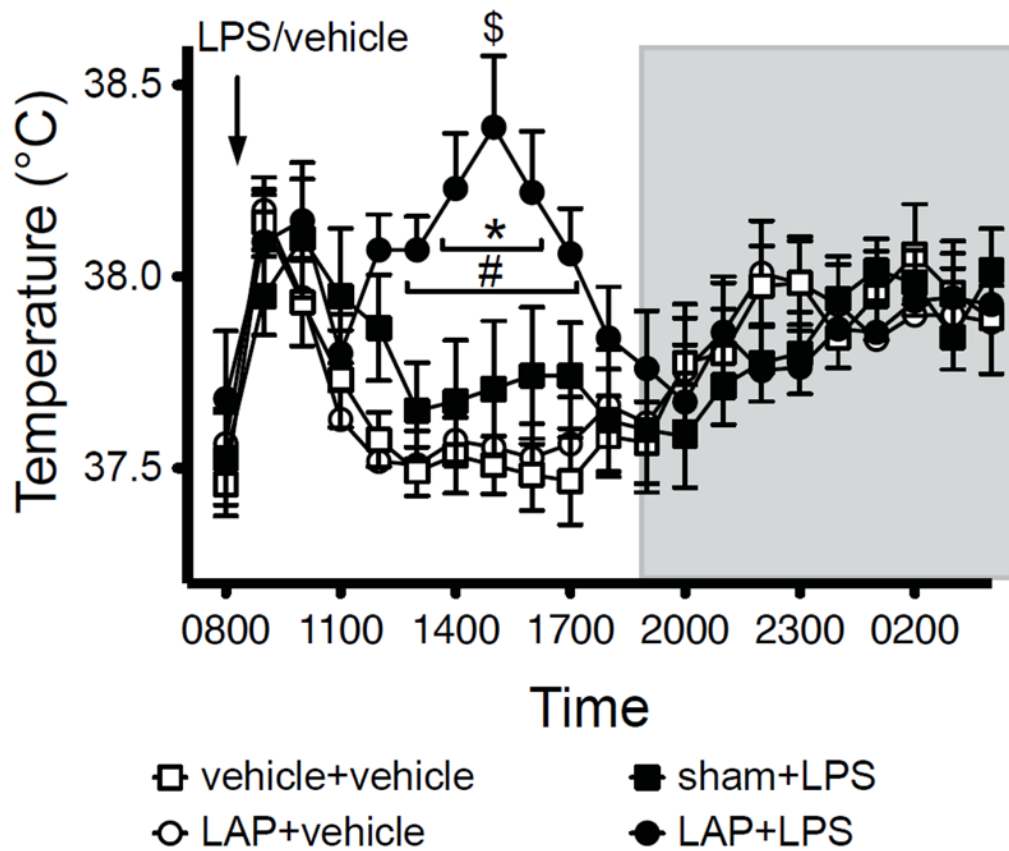 LPS/vehicle
$
38.5
38.0
37.5
*
#
Temperature (°C)
0800 1100 1400 1700 2000 2300 0200
Time
vehicle+vehicle
sham+LPS
LAP+vehicle
LAP+LPS